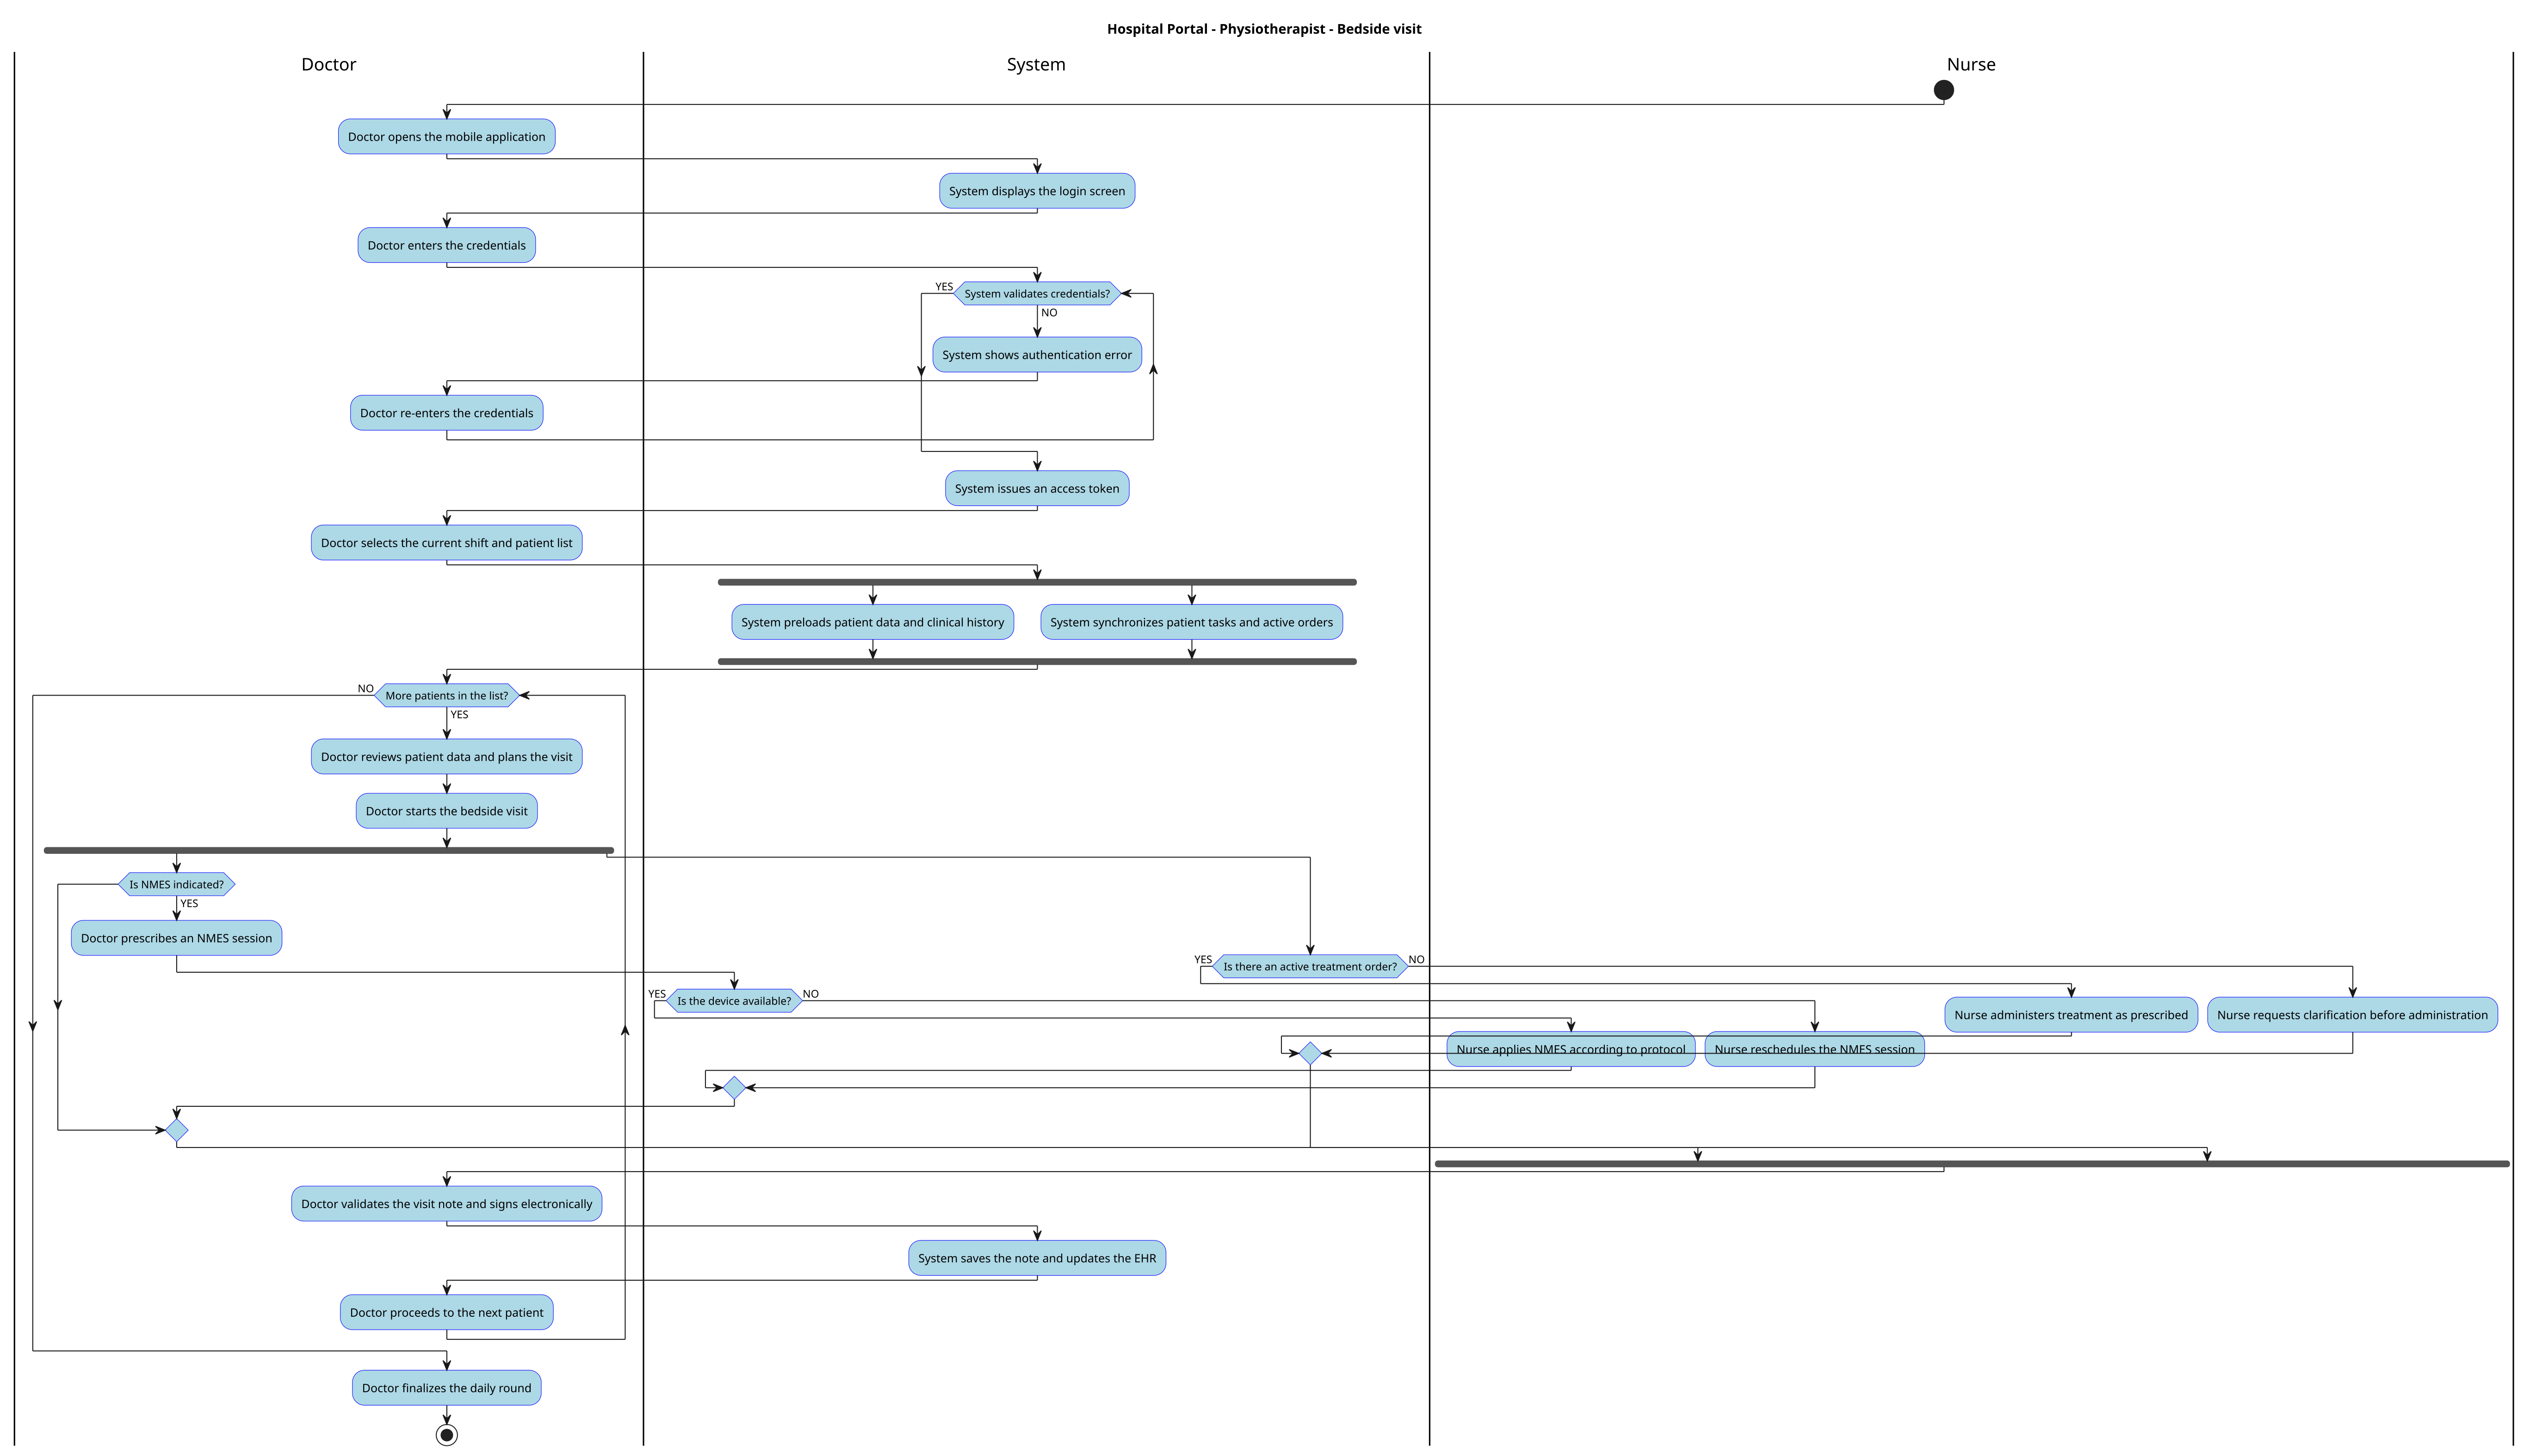 Hospital Portal - Physiotherapist - Bedside visit
Doctor
System
Nurse
Doctor opens the mobile application
System displays the login screen
Doctor enters the credentials
YES
System validates credentials?
NO
System shows authentication error
Doctor re-enters the credentials
System issues an access token
Doctor selects the current shift and patient list
System preloads patient data and clinical history
System synchronizes patient tasks and active orders
NO
More patients in the list?
YES
Doctor reviews patient data and plans the visit
Doctor starts the bedside visit
Is NMES indicated?
YES
Doctor prescribes an NMES session
YES
Is there an active treatment order?
NO
YES
Is the device available?
NO
Nurse administers treatment as prescribed
Nurse requests clarification before administration
Nurse applies NMES according to protocol
Nurse reschedules the NMES session
Doctor validates the visit note and signs electronically
System saves the note and updates the EHR
Doctor proceeds to the next patient
Doctor finalizes the daily round